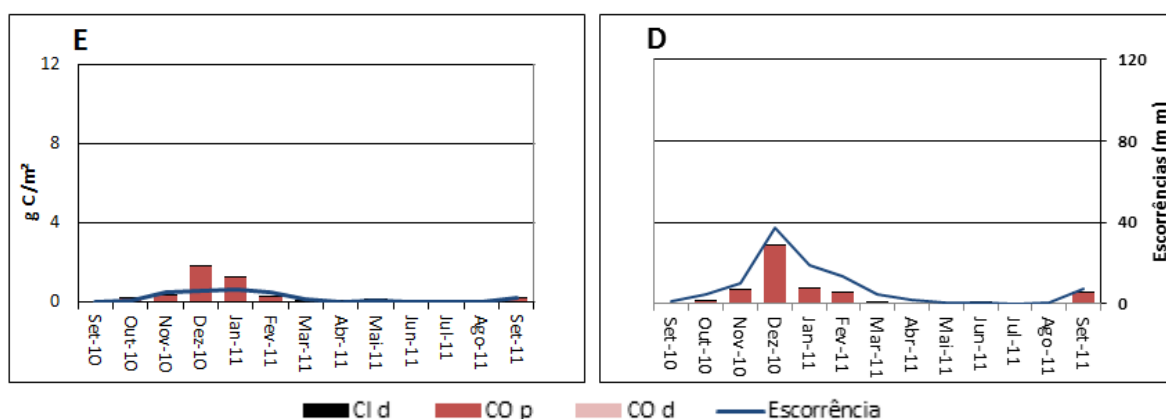 E
12
8
4
0
g C/m²
Set-10
Out-10
Nov-10
Dez-10
Jan-11
Fev-11
Mar-11
Abr-11
Mai-11
Jun-11
Jul-11
Ago-11
Set-11
D
120
80
40
0
Escorrências (m m)
Set-10
Out-10
Nov-10
Dez-10
Jan-11
Fev-11
Mar-11
Abr-11
Mai-11
Jun-11
Jul-11
Ago-11
Set-11
CI d CO p CO d Escorrência